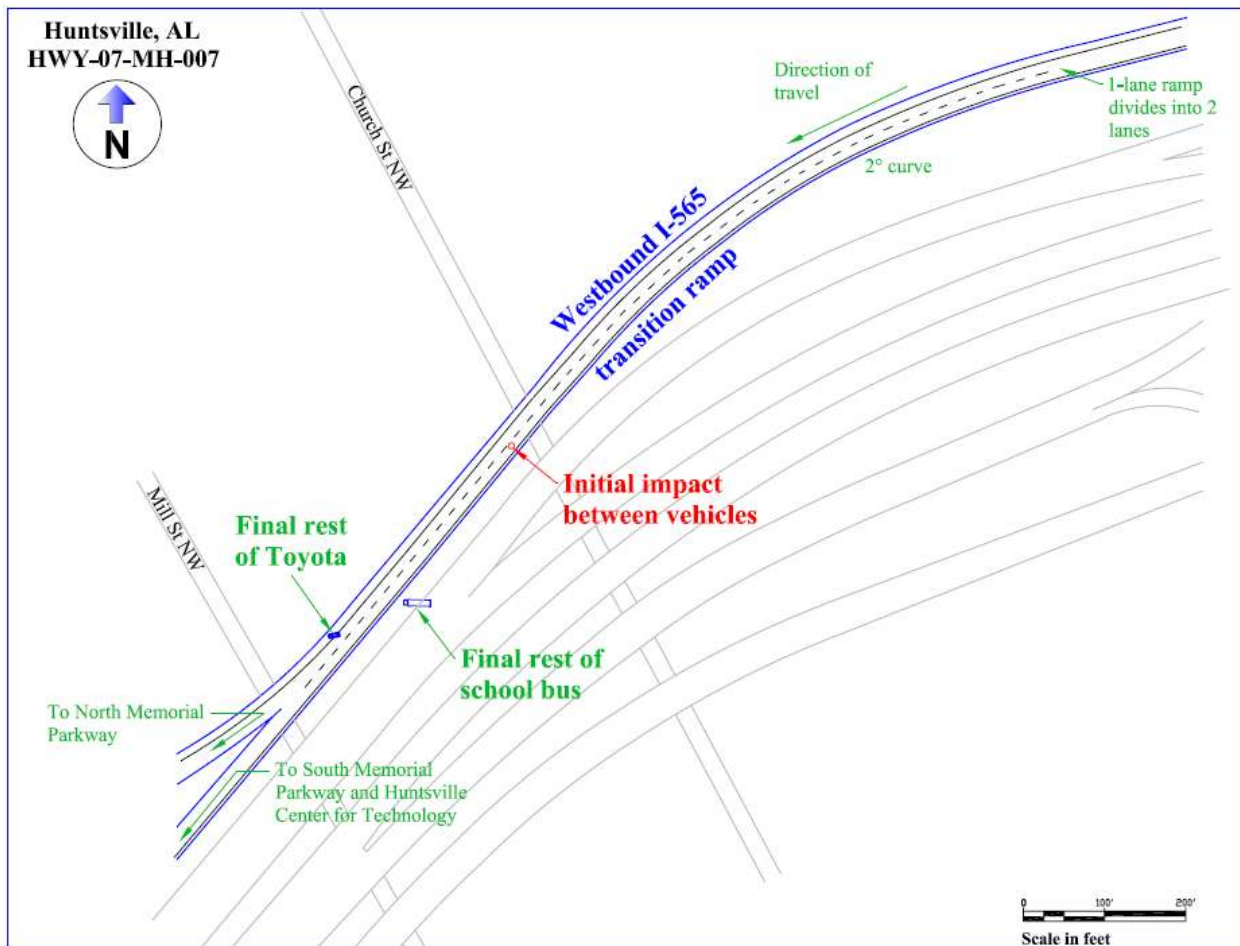 Huntsville, AL
HWY-07-MH-007
N
Church St NW
Direction of
travel
1-lane ramp
divides into 2
lanes
2° curve
Westbound I-565
transition ramp
Initial impact
between vehicles
Mill St NW
Final rest
of Toyota
Final rest of
school bus
To North Memorial
Parkway
To South Memorial
Parkway and Huntsville
Center for Technology
0 100' 200'
Scale in feet